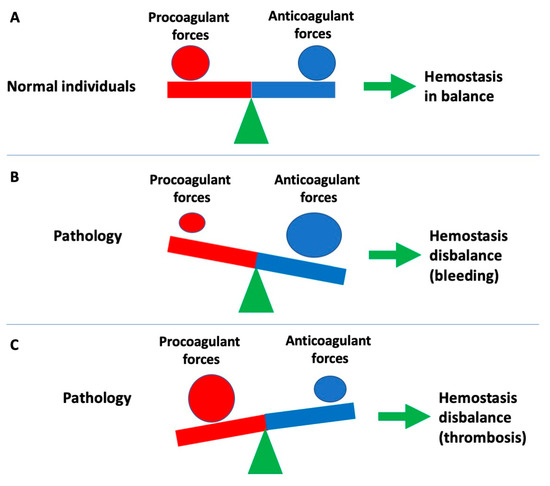 A
Procoagulant
forces
Anticoagulant
forces
Normal individuals
Hemostasis
in balance
B
Procoagulant
forces
Anticoagulant
forces
Pathology
Hemostasis
disbalance
(bleeding)
C
Procoagulant
forces
Anticoagulant
forces
Pathology
Hemostasis
disbalance
(thrombosis)